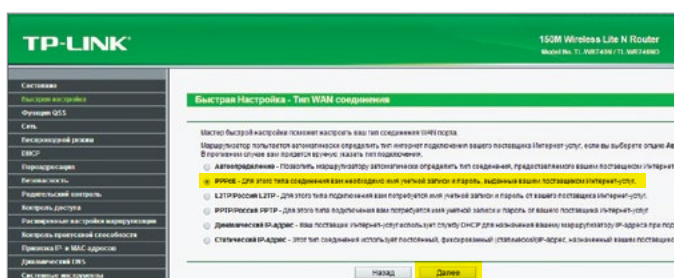 TP-LINK
150M Wireless Lite N Router
Model No. TL-WR740N / TL-WR740ND
Состояние
Быстрая настройка
Функция QSS
Сеть
Беспроводной режим
DHCP
Переадресация
Безопасность
Родительский контроль
Контроль доступа
Расширенные настройки маршрутизации
Контроль пропускной способности
Привязка IP- и MAC-адресов
Динамический DNS
Системные инструменты
Быстрая Настройка - Тип WAN соединения
Мастер быстрой настройки поможет настроить ваш тип соединения WAN порта.
Маршрутизатор попытается автоматически определить тип интернет подключения вашего поставщика Интернет-услуг, если вы выберете опцию Ав
В противном случае вам придется вручную указать тип подключения.
Автоопределение - Позволить маршрутизатору автоматически определить тип соединения, предоставляемого вашим поставщиком Интернет
PPPoE - Для этого типа соединения вам необходимо имя учетной записи и пароль, выданные вашим поставщиком Интернет-услуг.
L2TP/Россия L2TP - Для этого типа подключения вам потребуется имя учетной записи и пароль от вашего поставщика Интернет-услуг.
PPTP/Россия PPTP - Для этого типа подключения вам потребуется имя учетной записи и пароль от вашего поставщика Интернет-услуг
Динамический IP-адрес - Ваш поставщик Интернет-услуг использует службу DHCP для назначения вашему маршрутизатору IP-адреса при под
Статический IP-адрес - Этот тип соединения использует постоянный, фиксированный (статический) IP-адрес, назначенный вашим поставщико
Назад
Далее